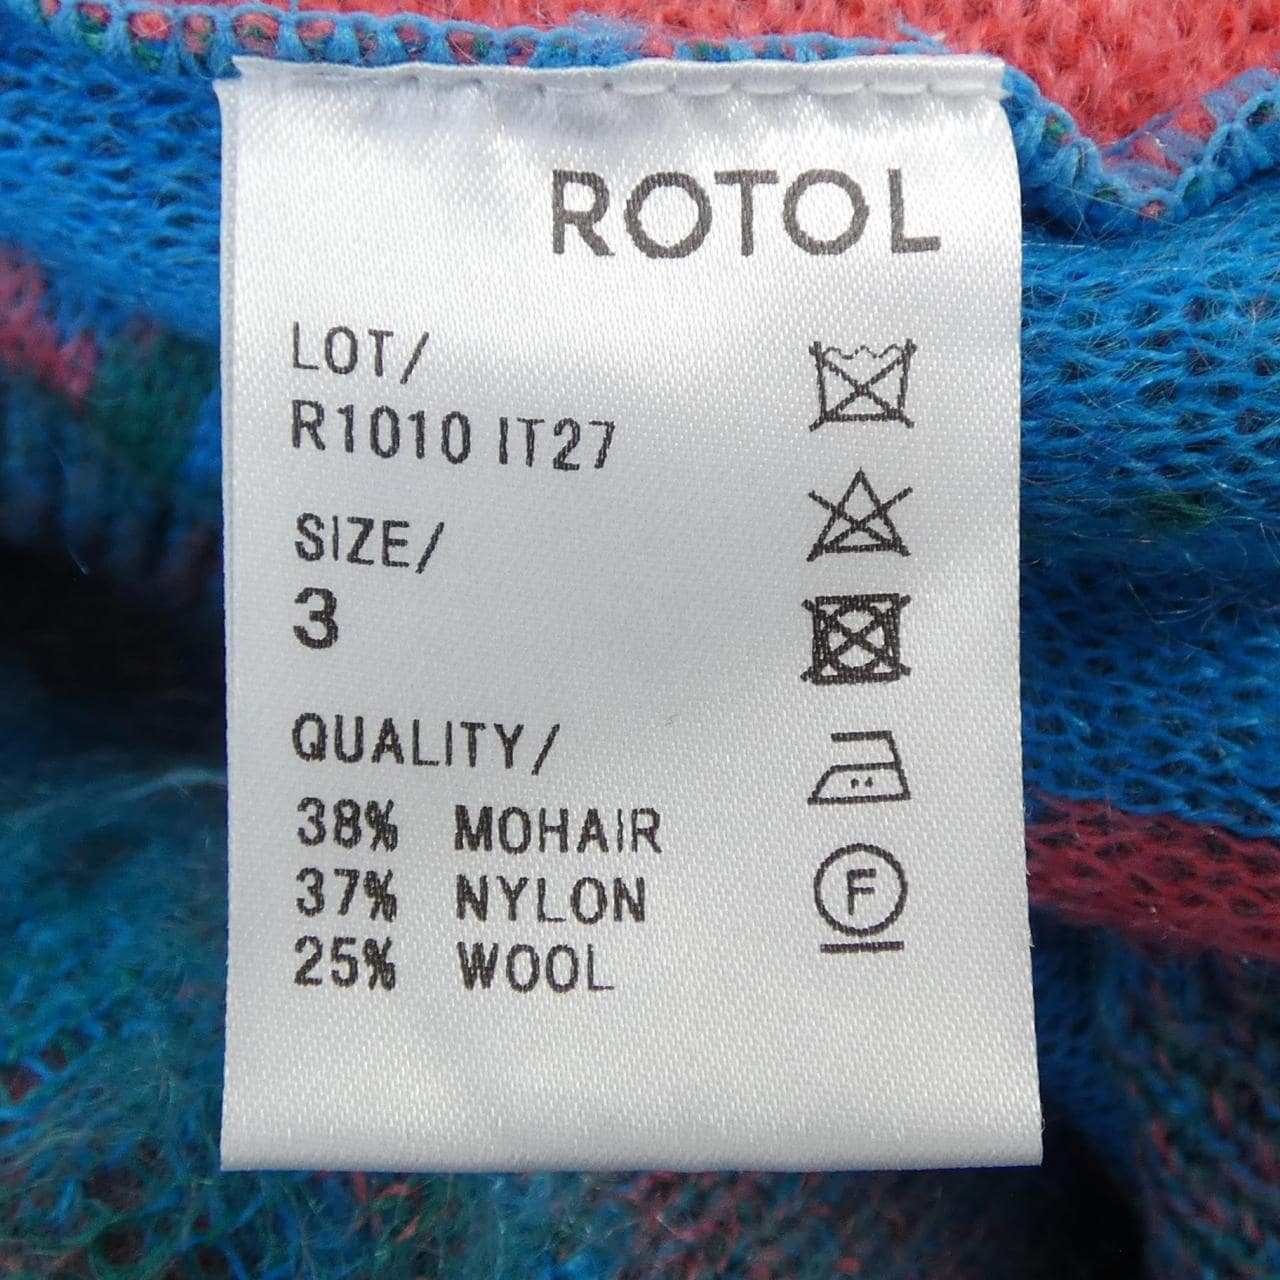 ROTOL
LOT/
R1010 IT27
SIZE/
3
QUALITY/
38% MOHAIR
37% NYLON
25% WOOL
F